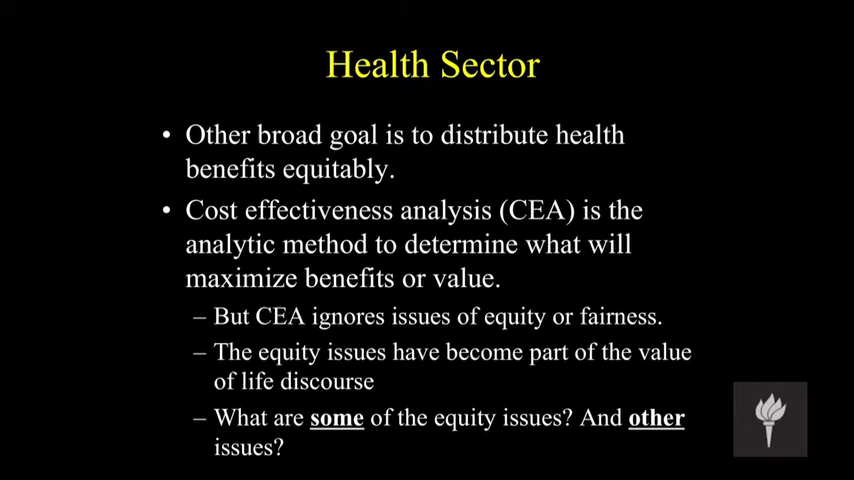 Health Sector
• Other broad goal is to distribute health
benefits equitably.
• Cost effectiveness analysis (CEA) is the
analytic method to determine what will
maximize benefits or value.
– But CEA ignores issues of equity or fairness.
– The equity issues have become part of the value
of life discourse
– What are some of the equity issues? And other
issues?